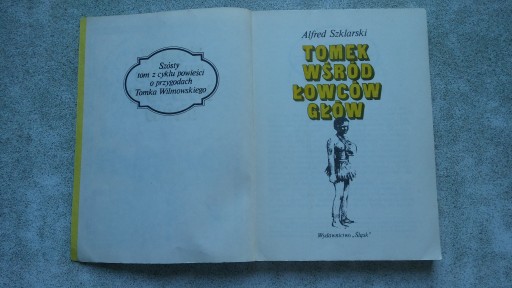 Szósty
tom z cyklu powieści
o przygodach
Tomka Wilmowskiego
Alfred Szklarski
TOMEK
WŚRÓD
ŁOWCÓW
GŁÓW
Wydawnictwo „Śląsk”